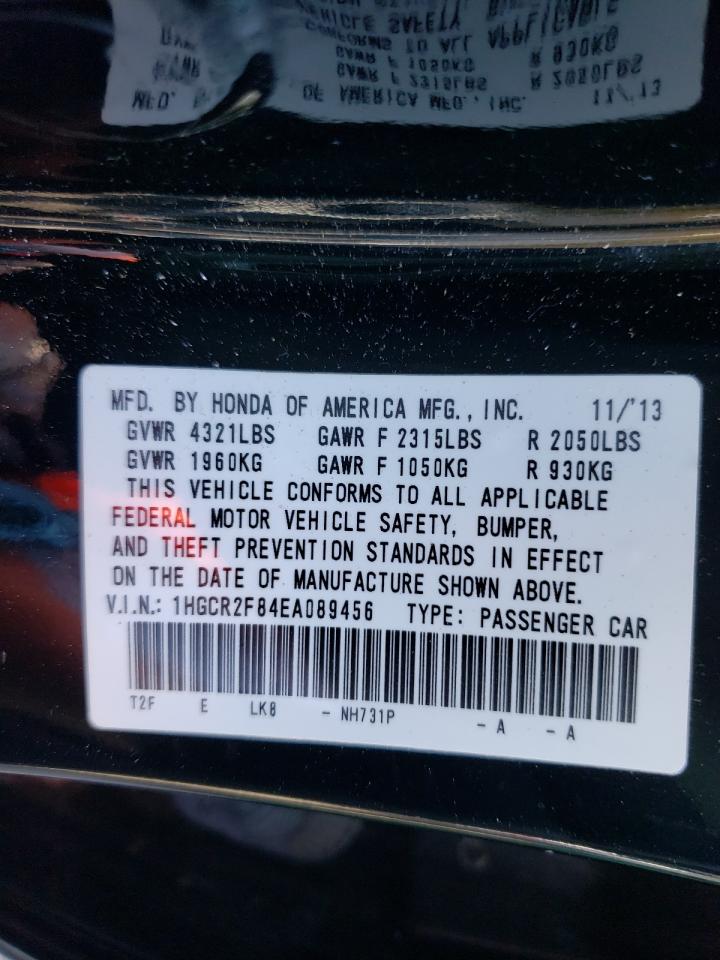 MFD. BY HONDA OF AMERICA MFG., INC. 11/'13
GVWR 4321LBS GAWR F 2315LBS R 2050LBS
GVWR 1960KG GAWR F 1050KG R 930KG
THIS VEHICLE CONFORMS TO ALL APPLICABLE
FEDERAL MOTOR VEHICLE SAFETY, BUMPER,
AND THEFT PREVENTION STANDARDS IN EFFECT
ON THE DATE OF MANUFACTURE SHOWN ABOVE.
V.I.N.: 1HGCR2F84EA089456 TYPE: PASSENGER CAR
T2F E LK8 - NH731P - A - A